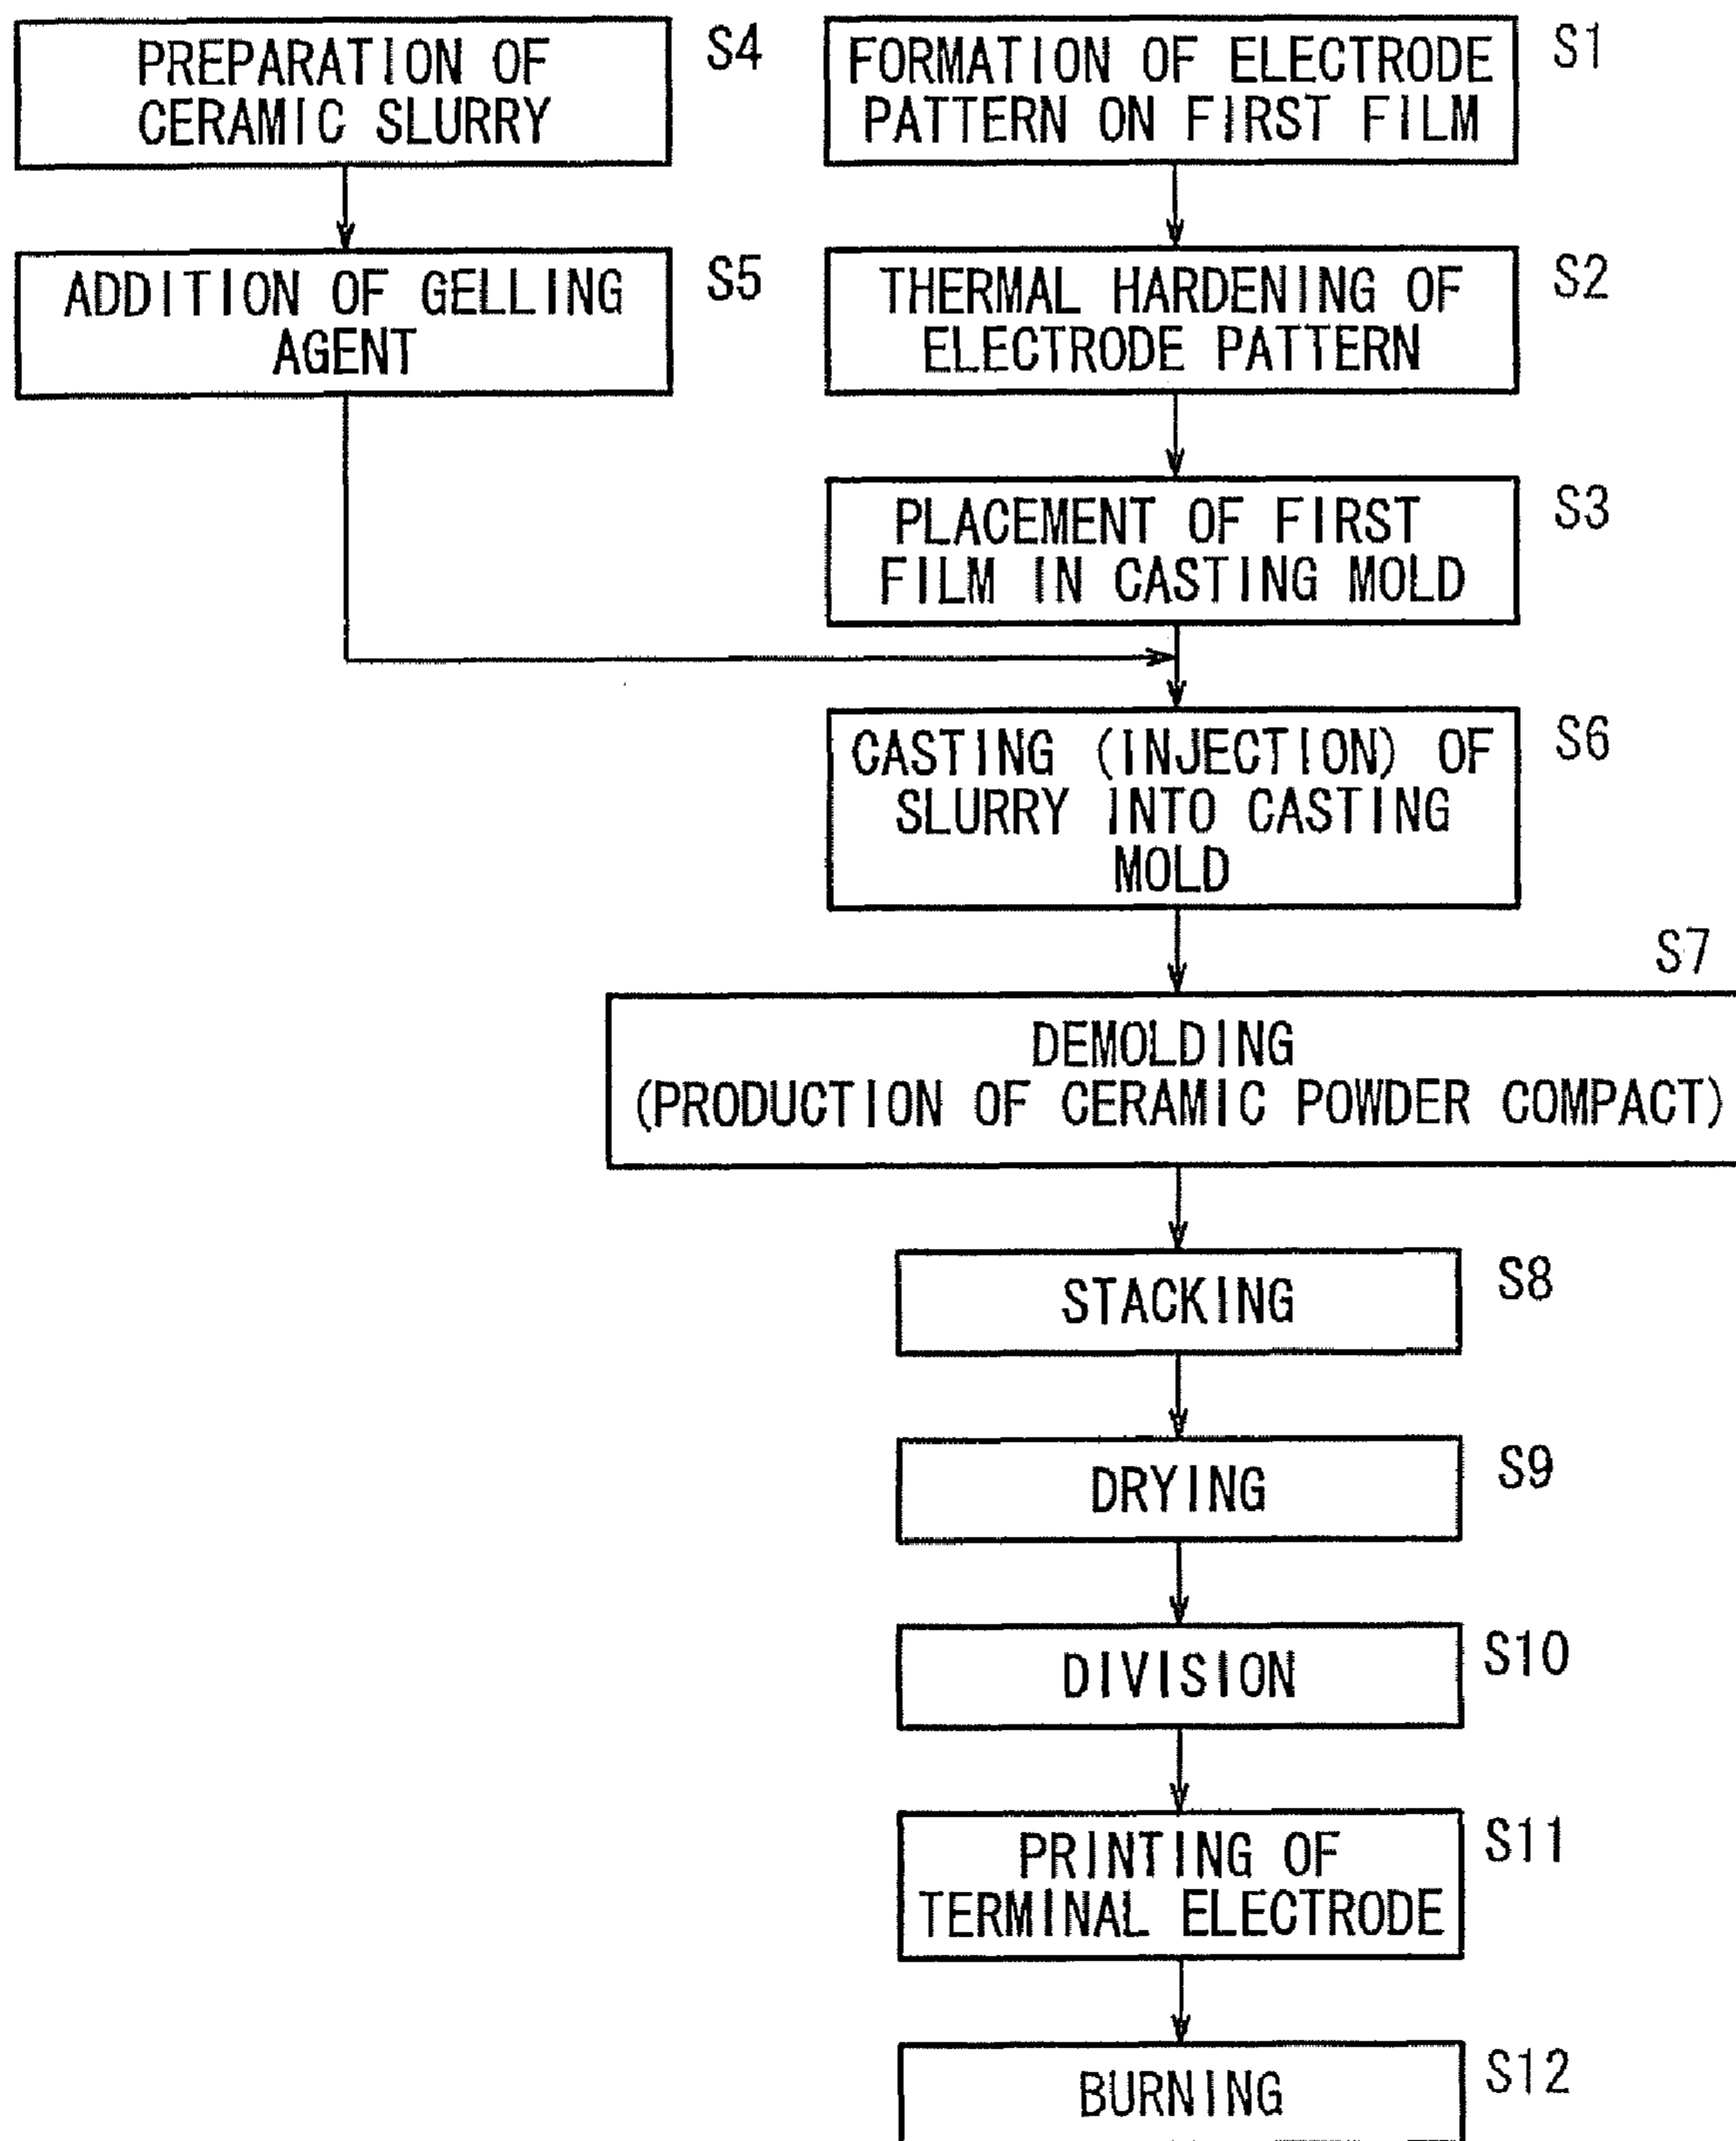 PREPARATION OF
CERAMIC SLURRY
S4
FORMATION OF ELECTRODE
PATTERN ON FIRST FILM
S1
ADDITION OF GELLING
AGENT
S5
THERMAL HARDENING OF
ELECTRODE PATTERN
S2
PLACEMENT OF FIRST
FILM IN CASTING MOLD
S3
CASTING (INJECTION) OF
SLURRY INTO CASTING
MOLD
S6
S7
DEMOLDING
(PRODUCTION OF CERAMIC POWDER COMPACT)
STACKING
S8
DRYING
S9
DIVISION
S10
PRINTING OF
TERMINAL ELECTRODE
S11
BURNING
S12